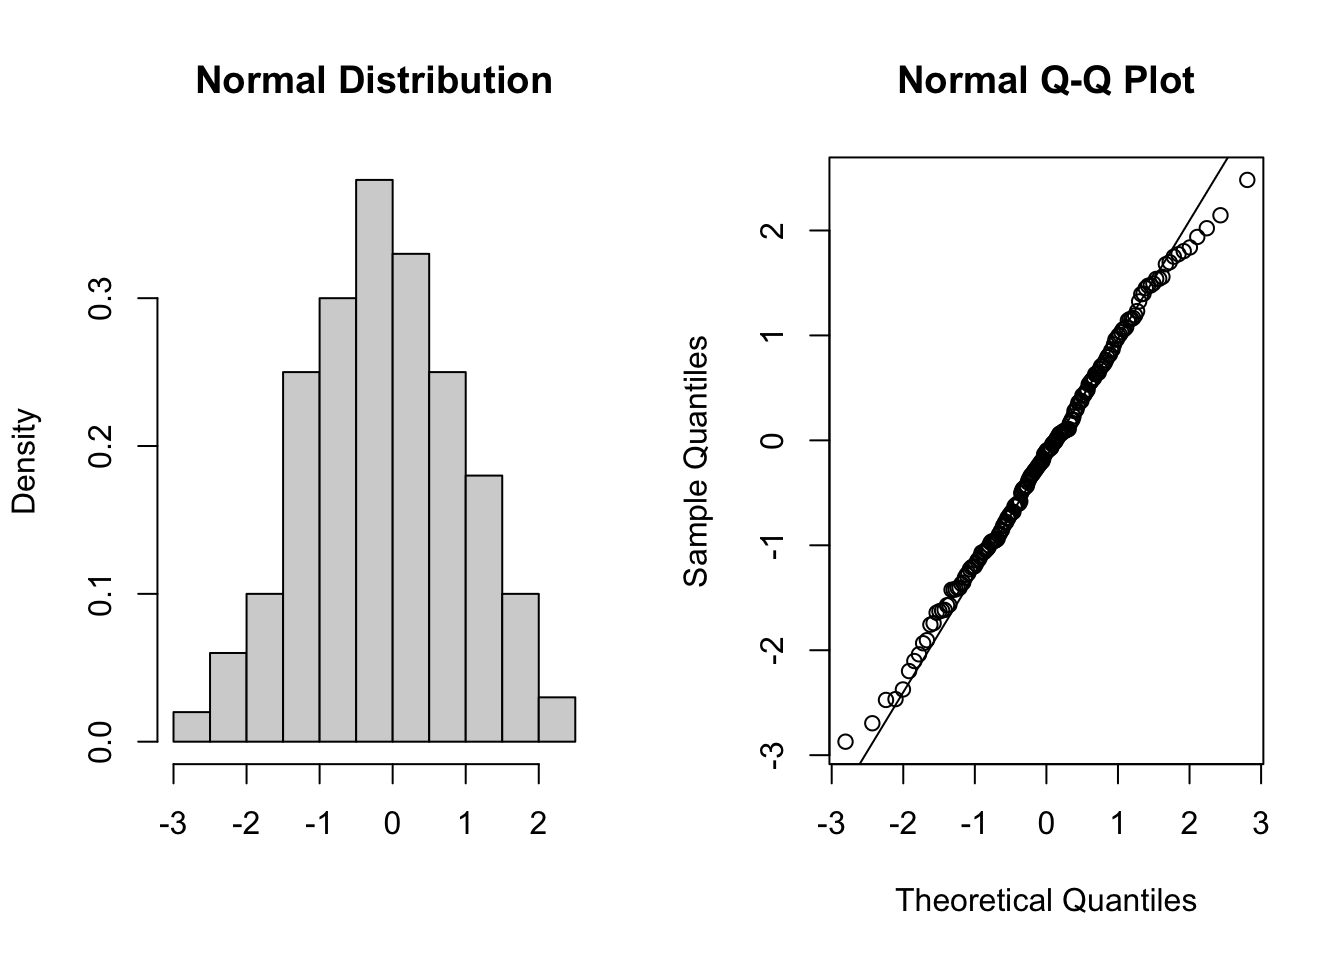 Normal Distribution
Density
0.0 0.1 0.2 0.3
-3 -2 -1 0 1 2
Normal Q-Q Plot
Sample Quantiles
-3 -2 -1 0 1 2
-3 -2 -1 0 1 2 3
Theoretical Quantiles